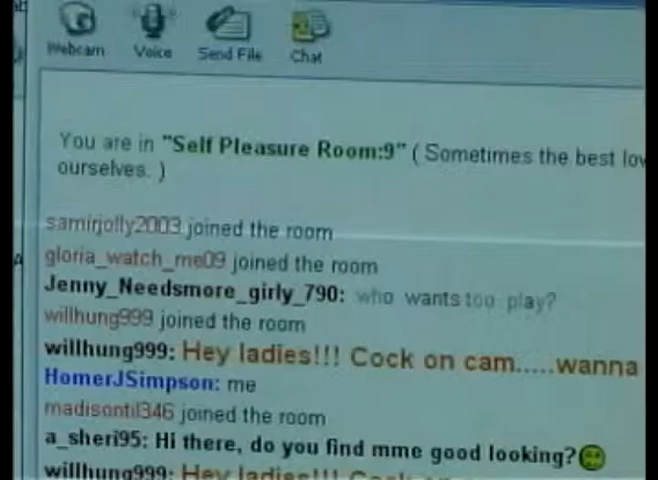 Webcam Voice Send File Chat
You are in "Self Pleasure Room:9" ( Sometimes the best lov
ourselves. )
samirjolly2003 joined the room
gloria_watch_me09 joined the room
Jenny_Needsmore_girly_790: who wants too play?
willhung999 joined the room
willhung999: Hey ladies!!! Cock on cam.....wanna
HomerJSimpson: me
madisontil346 joined the room
a_sheri95: Hi there, do you find mme good looking?
willhung999: Hey ladies!!! Cock